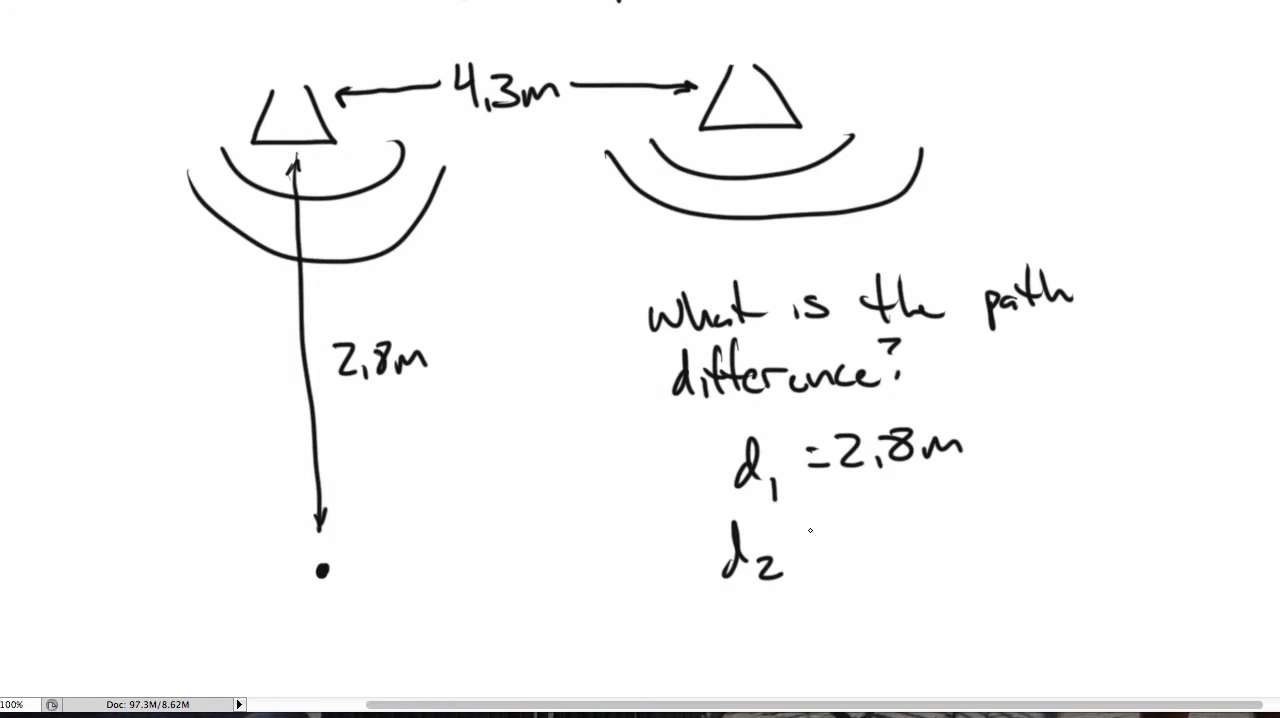 4.3m
2.8m
What is the path
difference?
d₁ = 2.8m
d₂
100%
Doc: 97.3M/8.62M